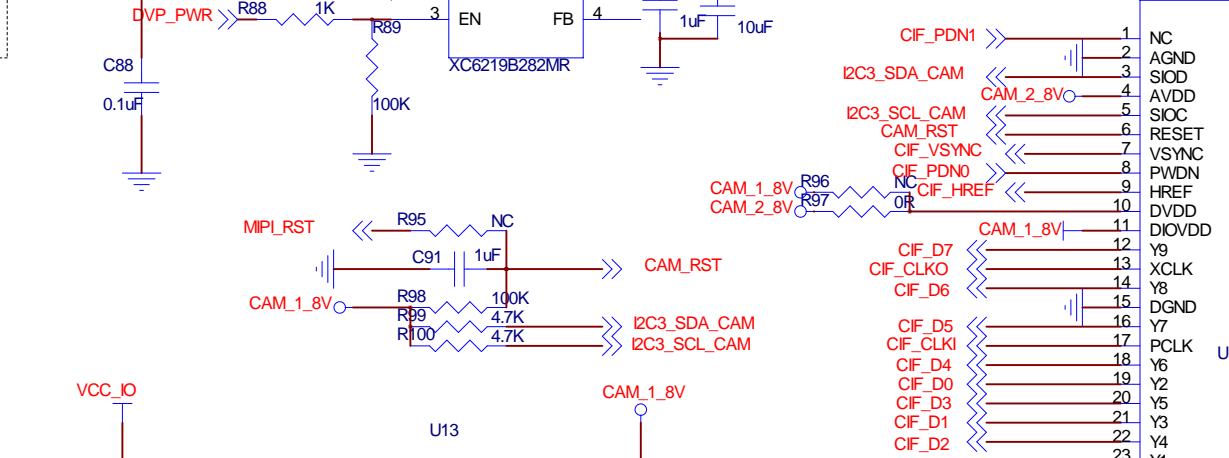 DVP_PWR
R88
1K
R89
100K
C88
0.1uF
3
EN
FB
4
XC6219B282MR
1uF
10uF
CIF_PDN1
1
NC
2
AGND
I2C3_SDA_CAM
3
SIOD
CAM_2_8V
4
AVDD
I2C3_SCL_CAM
5
SIOC
CAM_RST
6
RESET
CIF_VSYNC
7
VSYNC
CIF_PDN0
8
PWDN
CIF_HREF
9
HREF
CAM_1_8V
R96
NC
CAM_2_8V
R97
0R
10
DVDD
CAM_1_8V
11
DIOVDD
CIF_D7
12
Y9
CIF_CLKO
13
XCLK
CIF_D6
14
Y8
15
DGND
CIF_D5
16
Y7
CIF_CLKI
17
PCLK
CIF_D4
18
Y6
CIF_D0
19
Y2
CIF_D3
20
Y5
CIF_D1
21
Y3
CIF_D2
22
Y4
23
Y1
U
MIPI_RST
R95
NC
C91
1uF
CAM_RST
CAM_1_8V
R98
100K
R99
4.7K
I2C3_SDA_CAM
R100
4.7K
I2C3_SCL_CAM
VCC_IO
U13
CAM_1_8V